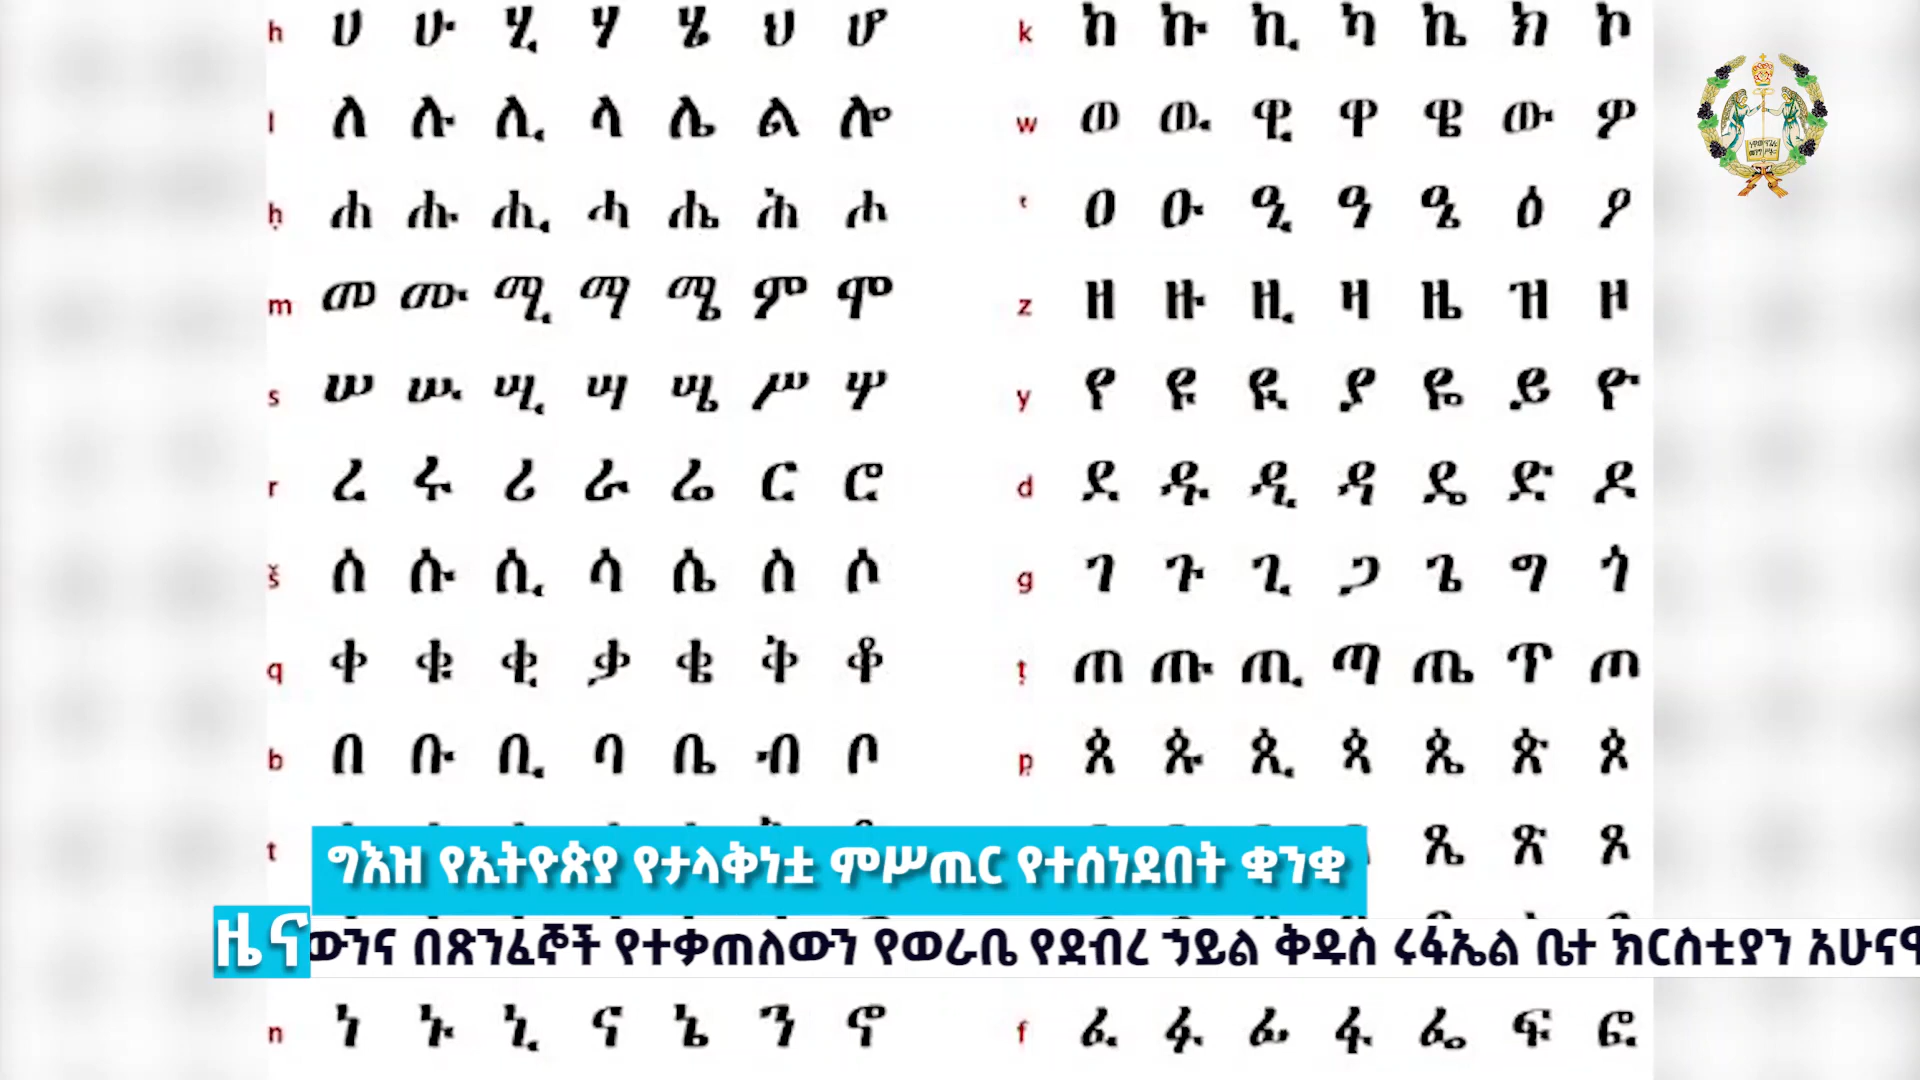 h ሀ ሁ ሂ ሃ ሄ ህ ሆ k ከ ኩ ኪ ካ ኬ ክ ኮ
l ለ ሉ ሊ ላ ሌ ል ሎ w ወ ዉ ዊ ዋ ዌ ው ዎ
ḥ ሐ ሑ ሒ ሓ ሔ ሕ ሖ ʿ ዐ ዑ ዒ ዓ ዔ ዕ ዖ
m መ ሙ ሚ ማ ሜ ም ሞ z ዘ ዙ ዚ ዛ ዜ ዝ ዞ
s ሠ ሡ ሢ ሣ ሤ ሥ ሦ y የ ዩ ዪ ያ ዬ ይ ዮ
r ረ ሩ ሪ ራ ሬ ር ሮ d ደ ዱ ዲ ዳ ዴ ድ ዶ
š ሰ ሱ ሲ ሳ ሴ ስ ሶ g ገ ጉ ጊ ጋ ጌ ግ ጎ
q ቀ ቁ ቂ ቃ ቄ ቅ ቆ ṭ ጠ ጡ ጢ ጣ ጤ ጥ ጦ
b በ ቡ ቢ ባ ቤ ብ ቦ p̣ ጰ ጱ ጲ ጳ ጴ ጵ ጶ
t ጼ ጽ ጾ
ግእዝ የኢትዮጵያ የታላቅነቷ ምሥጢር የተሰነደበት ቋንቋ
ዜና ውንና በጽንፈኞች የተቃጠለውን የወራቤ የደብረ ኀይል ቅዱስ ሩፋኤል ቤተ ክርስቲያን አሁናዊ
n ነ ኑ ኒ ና ኔ ን ኖ f ፈ ፉ ፊ ፋ ፌ ፍ ፎ